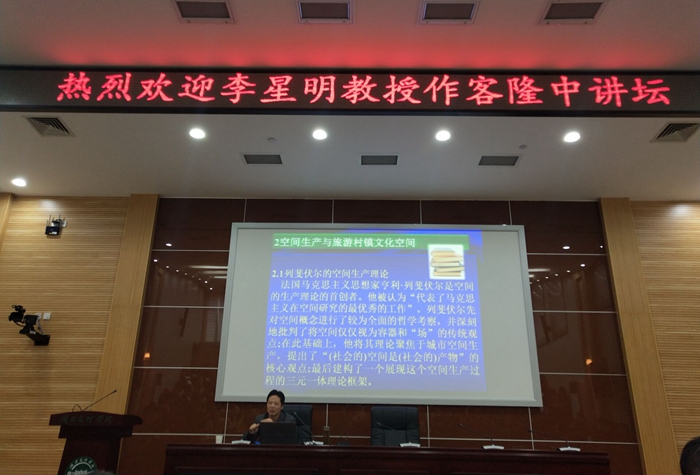 热烈欢迎李星明教授作客隆中讲坛
2空间生产与旅游村镇文化空间
2.1列斐伏尔的空间生产理论
法国马克思主义思想家亨利·列斐伏尔是空间
的生产理论的首创者。他被认为“代表了马克思
主义在空间研究的最优秀的工作”，列斐伏尔先
对空间概念进行了较为全面的哲学考察，并深刻
地批判了将空间仅仅视为容器和“场”的传统观
点;在此基础上，他将其理论聚焦于城市空间生
产，提出了“(社会的)空间是(社会的)产物”的
核心观点;最后建构了一个展现这个空间生产过
程的三元一体理论框架。